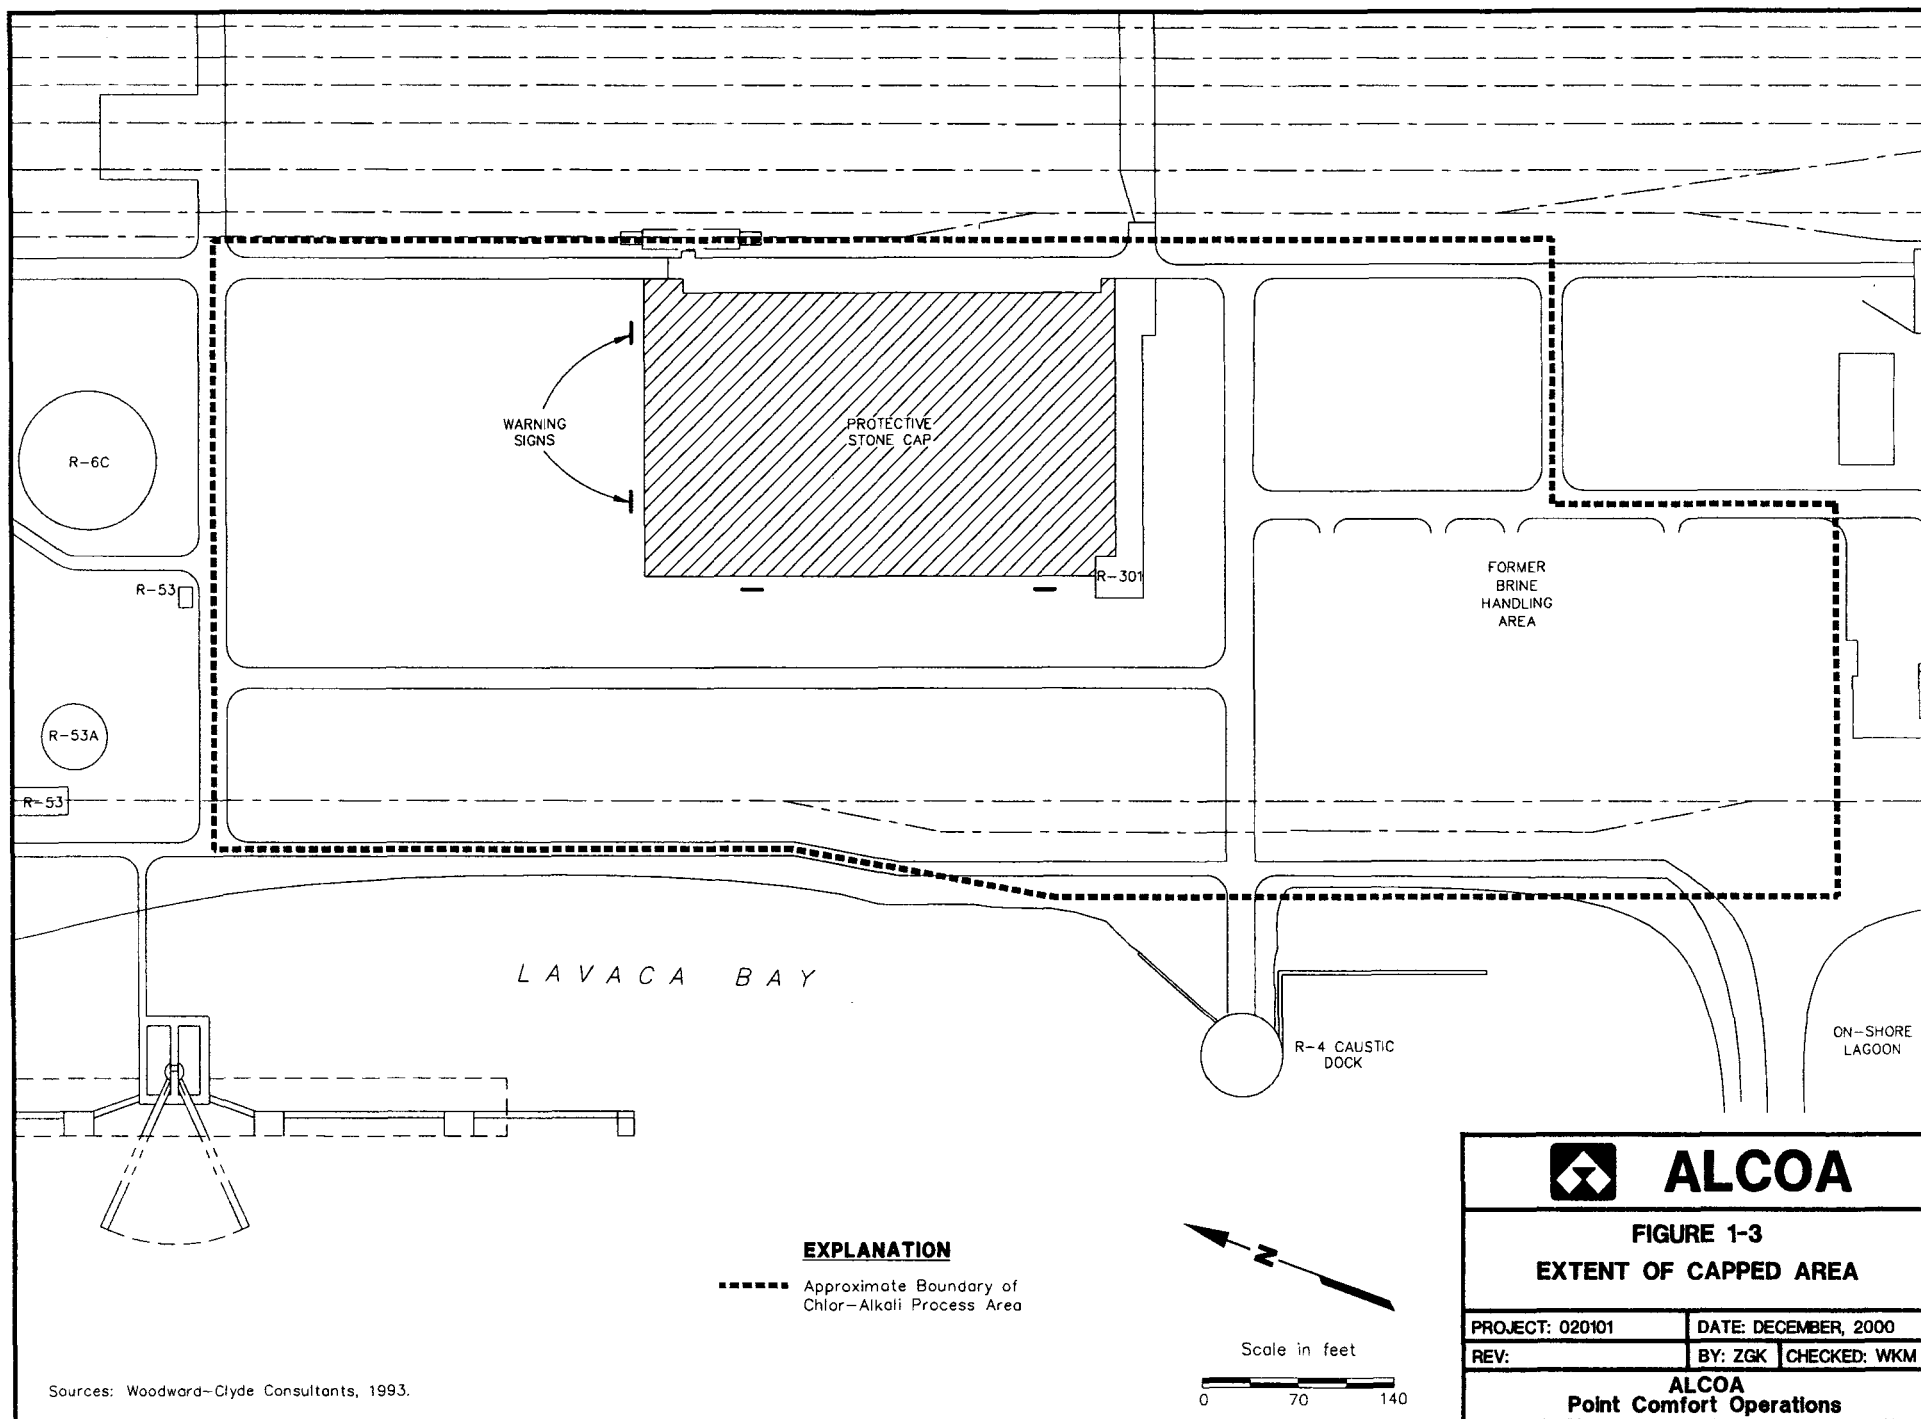 WARNING
SIGNS
PROTECTIVE
STONE CAP
R-6C
R-53
R-301
FORMER
BRINE
HANDLING
AREA
R-53A
R-53
LAVACA BAY
R-4 CAUSTIC
DOCK
ON-SHORE
LAGOON
EXPLANATION
Approximate Boundary of
Chlor-Alkali Process Area
N
Scale in feet
0 70 140
Sources: Woodward-Clyde Consultants, 1993.
ALCOA
FIGURE 1-3
EXTENT OF CAPPED AREA
PROJECT: 020101
DATE: DECEMBER, 2000
REV:
BY: ZGK
CHECKED: WKM
ALCOA
Point Comfort Operations